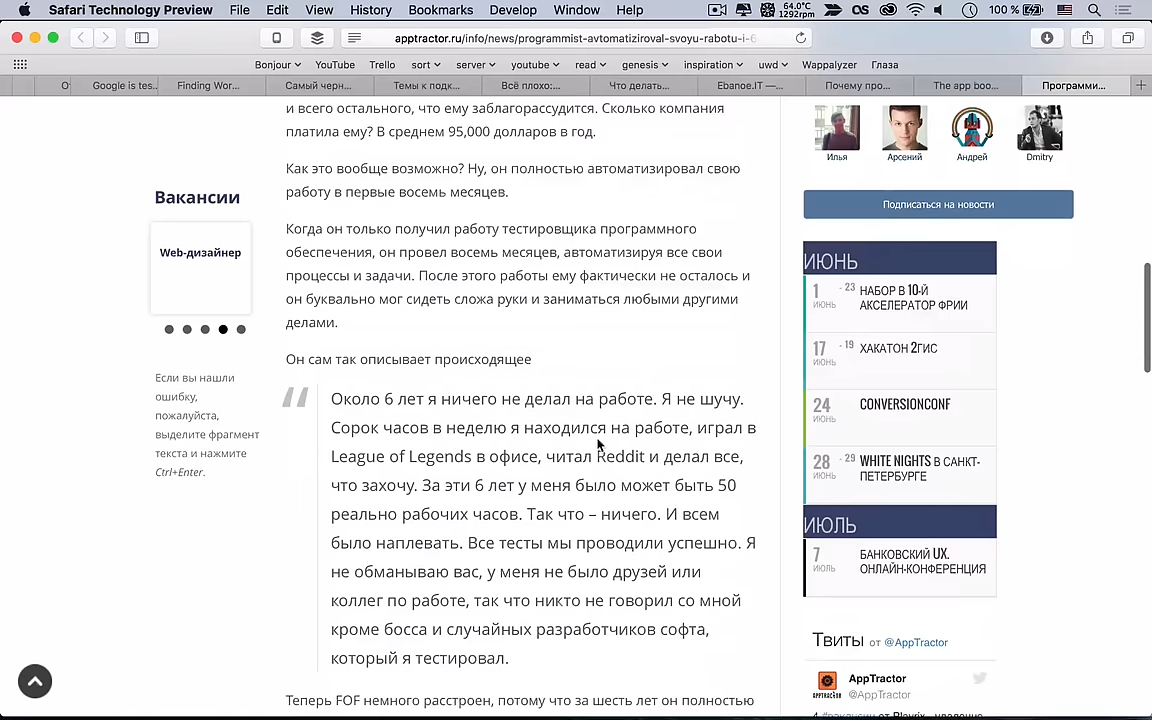 Safari Technology Preview File Edit View History Bookmarks Develop Window Help
64.0°C
1292rpm
100 %
apptractor.ru/info/news/programmist-avtomatiziroval-svoyu-rabotu-i-6
Bonjour YouTube Trello sort server youtube read genesis inspiration uwd Wappalyzer Глаза
Google is tes.. Finding Wor... Самый черн... Темы к подк... Всё плохо:... Что делать... Ebanoe.IT —... Почему про... The app boo... Программи...
и всего остального, что ему заблагорассудится. Сколько компания
платила ему? В среднем 95,000 долларов в год.
Как это вообще возможно? Ну, он полностью автоматизировал свою
работу в первые восемь месяцев.
Когда он только получил работу тестировщика программного
обеспечения, он провел восемь месяцев, автоматизируя все свои
процессы и задачи. После этого работы ему фактически не осталось и
он буквально мог сидеть сложа руки и заниматься любыми другими
делами.
Он сам так описывает происходящее
Около 6 лет я ничего не делал на работе. Я не шучу.
Сорок часов в неделю я находился на работе, играл в
League of Legends в офисе, читал Reddit и делал все,
что захочу. За эти 6 лет у меня было может быть 50
реально рабочих часов. Так что – ничего. И всем
было наплевать. Все тесты мы проводили успешно. Я
не обманываю вас, у меня не было друзей или
коллег по работе, так что никто не говорил со мной
кроме босса и случайных разработчиков софта,
который я тестировал.
Теперь FOF немного расстроен, потому что за шесть лет он полностью
Вакансии
Web-дизайнер
Если вы нашли
ошибку,
пожалуйста,
выделите фрагмент
текста и нажмите
Ctrl+Enter.
Илья Арсений Андрей Dmitry
Подписаться на новости
ИЮНЬ
1 - 23 НАБОР В 10-Й
ИЮНЬ АКСЕЛЕРАТОР ФРИИ
17 - 19 ХАКАТОН 2ГИС
ИЮНЬ
24 CONVERSIONCONF
ИЮНЬ
28 - 29 WHITE NIGHTS В САНКТ-
ИЮНЬ ПЕТЕРБУРГЕ
ИЮЛЬ
7 БАНКОВСКИЙ UX.
ИЮЛЬ ОНЛАЙН-КОНФЕРЕНЦИЯ
Твиты от @AppTractor
AppTractor
@AppTractor